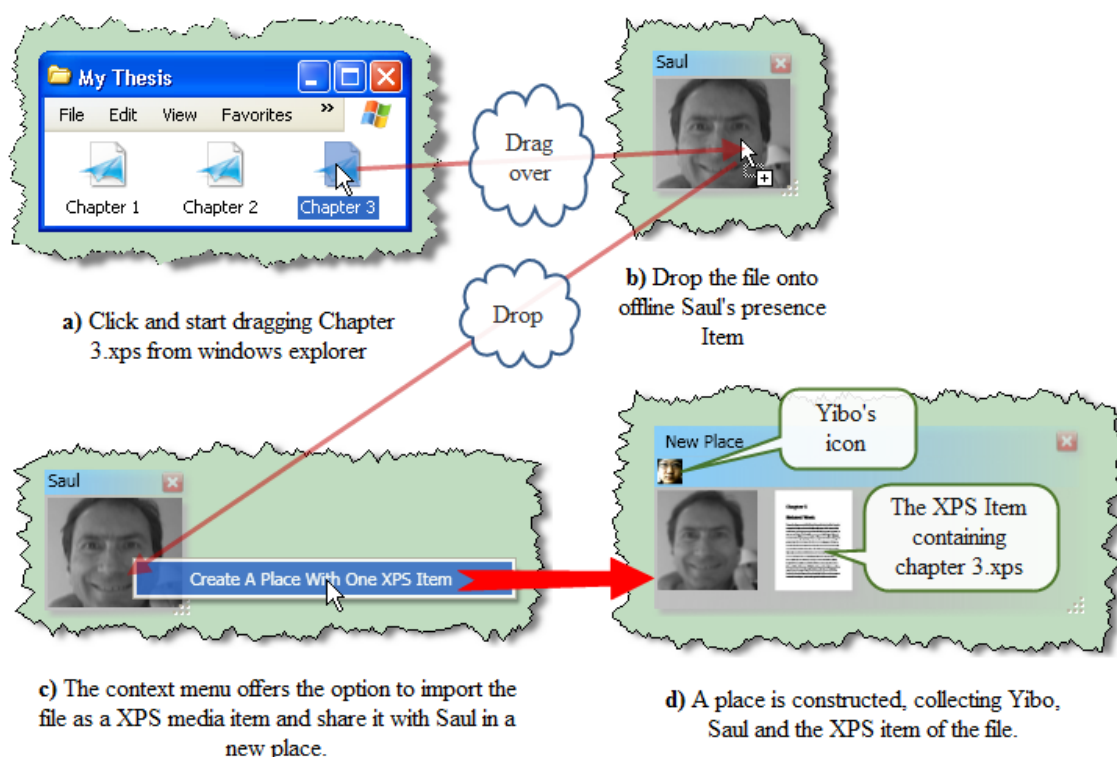 My Thesis
File Edit View Favorites »
Chapter 1 Chapter 2 Chapter 3
Drag
over
Saul
a) Click and start dragging Chapter
3.xps from windows explorer
b) Drop the file onto
offline Saul's presence
Item
Drop
Saul
Create A Place With One XPS Item
New Place
Yibo's
icon
The XPS Item
containing
chapter 3.xps
c) The context menu offers the option to import the
file as a XPS media item and share it with Saul in a
new place.
d) A place is constructed, collecting Yibo,
Saul and the XPS item of the file.